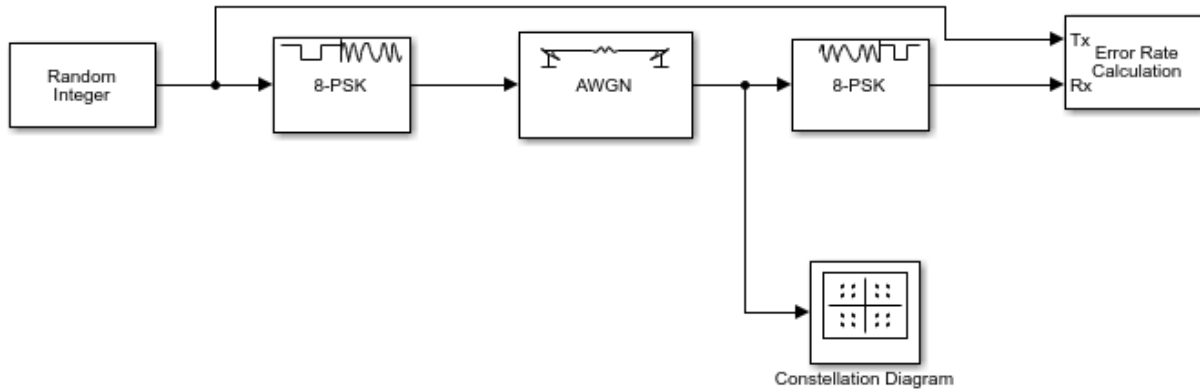 Random
Integer
8-PSK
AWGN
8-PSK
Tx
Rx
Error Rate
Calculation
Constellation Diagram